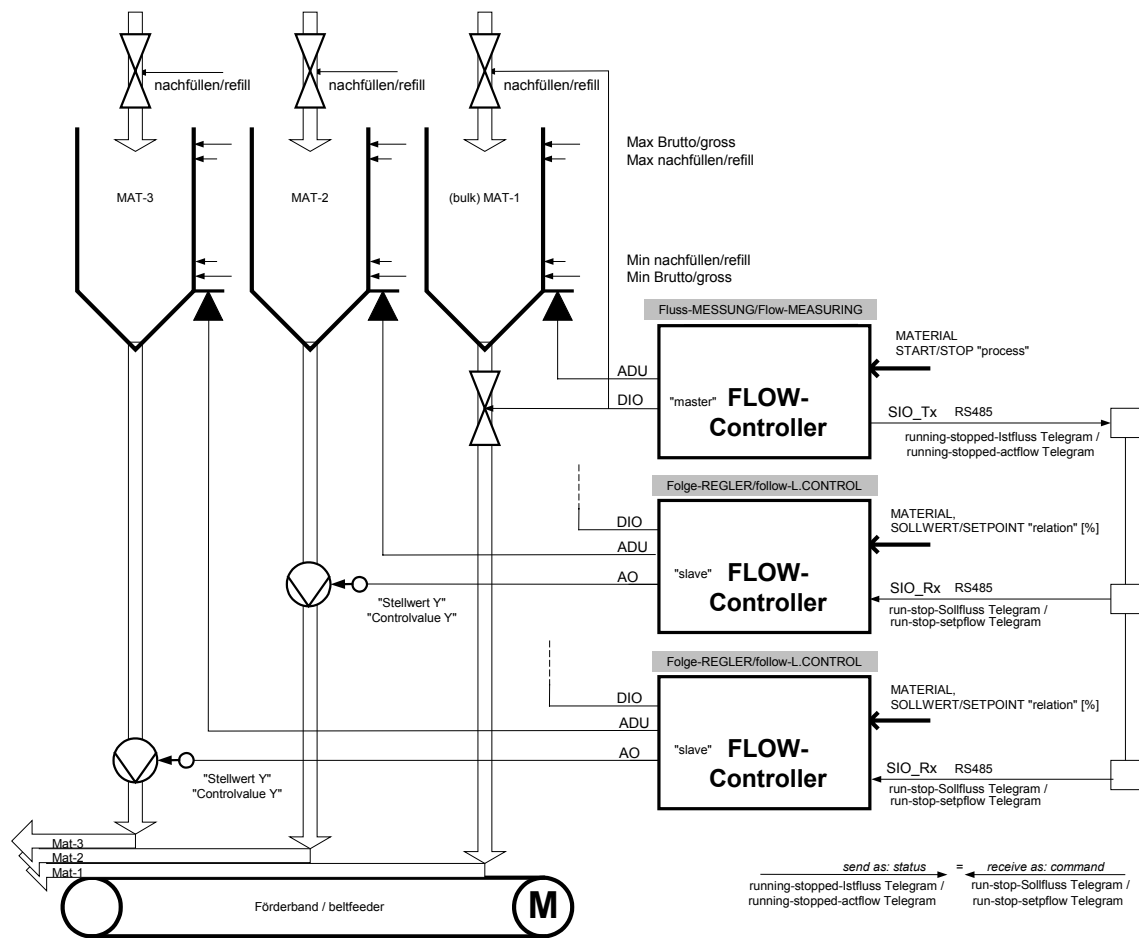 nachfüllen/refill
nachfüllen/refill
nachfüllen/refill
Max Brutto/gross
Max nachfüllen/refill
MAT-3
MAT-2
(bulk) MAT-1
Min nachfüllen/refill
Min Brutto/gross
Fluss-MESSUNG/Flow-MEASURING
MATERIAL
START/STOP "process"
ADU
DIO
"master"
FLOW-
Controller
SIO_Tx RS485
running-stopped-Istfluss Telegram /
running-stopped-actflow Telegram
Folge-REGLER/follow-L.CONTROL
MATERIAL,
SOLLWERT/SETPOINT "relation" [%]
DIO
ADU
AO
"slave"
FLOW-
Controller
"Stellwert Y"
"Controlvalue Y"
SIO_Rx RS485
run-stop-Sollfluss Telegram /
run-stop-setpflow Telegram
Folge-REGLER/follow-L.CONTROL
MATERIAL,
SOLLWERT/SETPOINT "relation" [%]
DIO
ADU
AO
"slave"
FLOW-
Controller
"Stellwert Y"
"Controlvalue Y"
SIO_Rx RS485
run-stop-Sollfluss Telegram /
run-stop-setpflow Telegram
Mat-3
Mat-2
Mat-1
Förderband / beltfeeder
M
send as: status = receive as: command
running-stopped-Istfluss Telegram /
running-stopped-actflow Telegram
run-stop-Sollfluss Telegram /
run-stop-setpflow Telegram